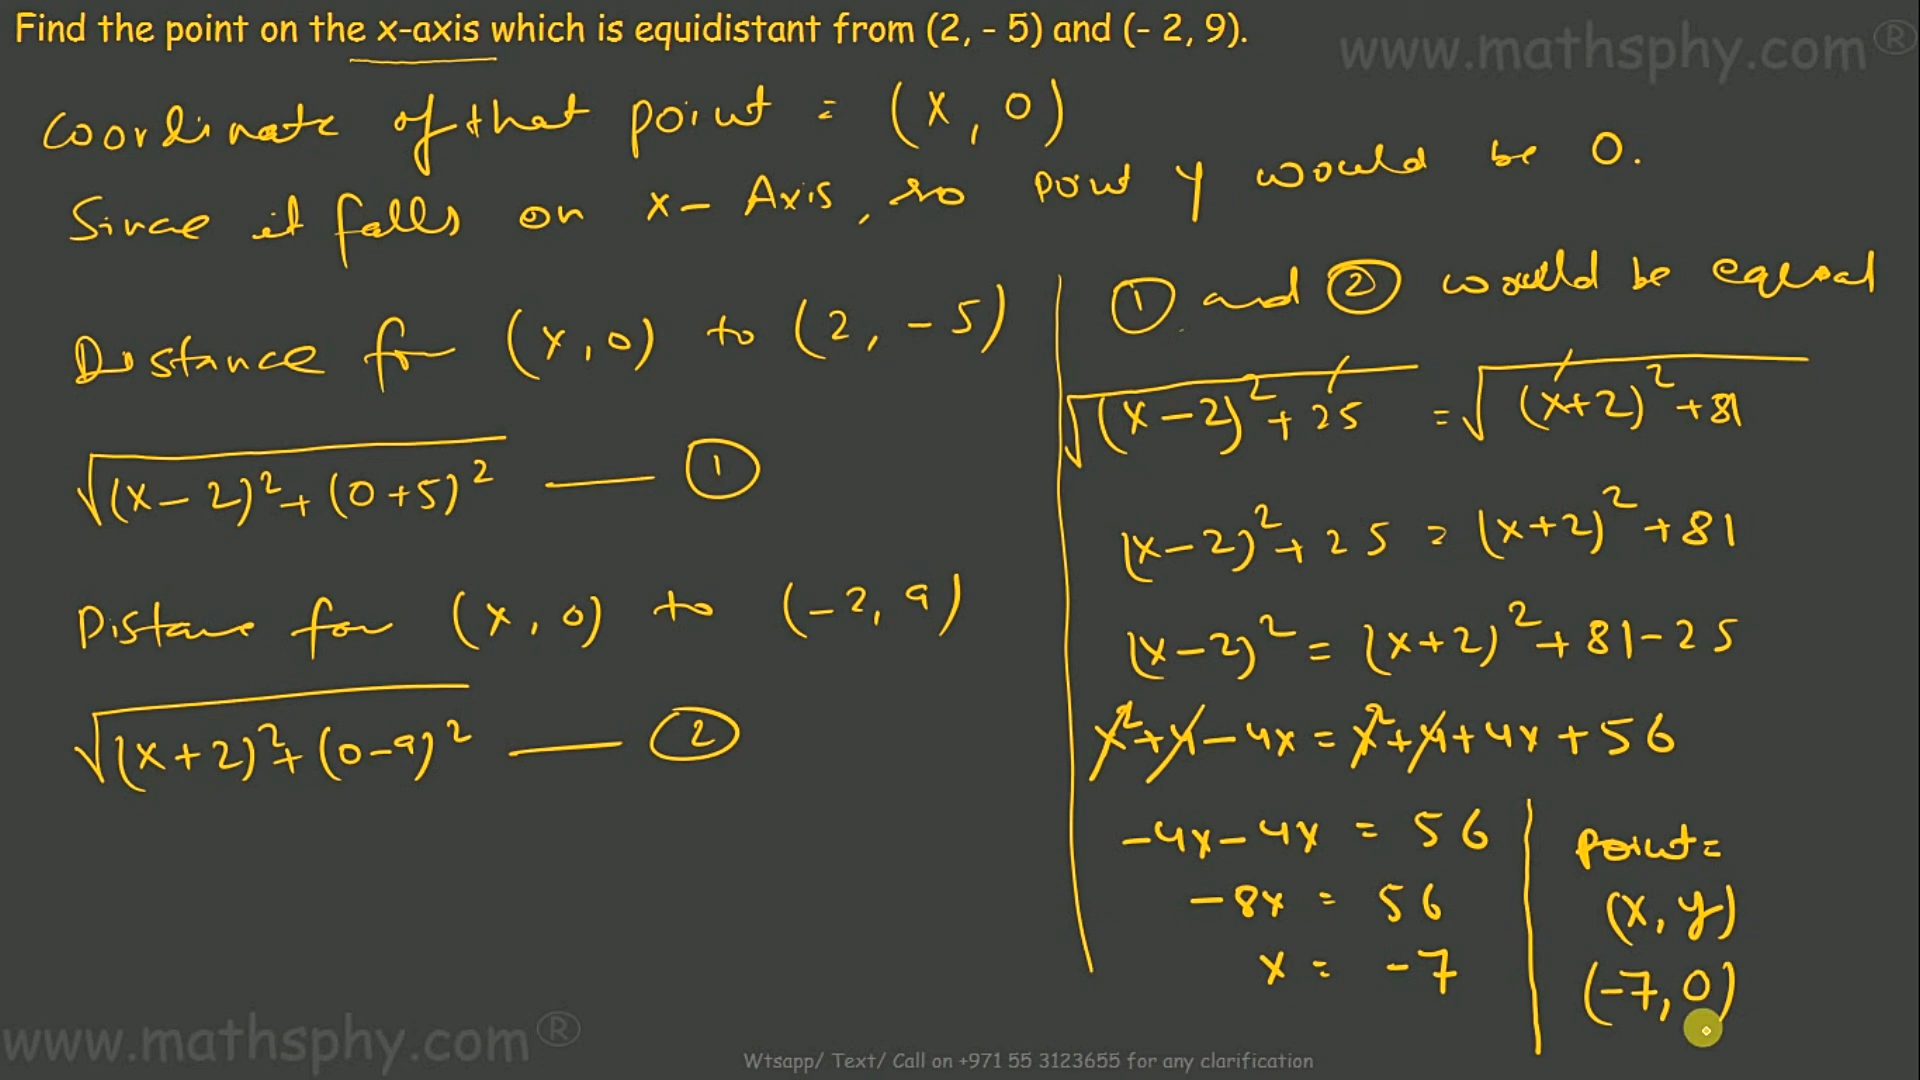 Find the point on the x-axis which is equidistant from (2, - 5) and (- 2, 9).
www.mathsphy.com®
Coordinate of that point = (x, 0)
Since it falls on x- Axis, so point y would be 0.
Distance for (x, 0) to (2, -5)
√(x-2)²+(0+5)² — ①
Distance for (x, 0) to (-2, 9)
√(x+2)²+(0-9)² — ②
① and ② would be equal
√(x-2)²+25 = √(x+2)²+81
(x-2)²+25 = (x+2)²+81
(x-2)² = (x+2)²+81-25
x²+4-4x = x²+4+4x+56
-4x-4x = 56
-8x = 56
x = -7
point=
(x, y)
(-7, 0)
www.mathsphy.com®
Wtsapp/ Text/ Call on +971 55 3123655 for any clarification